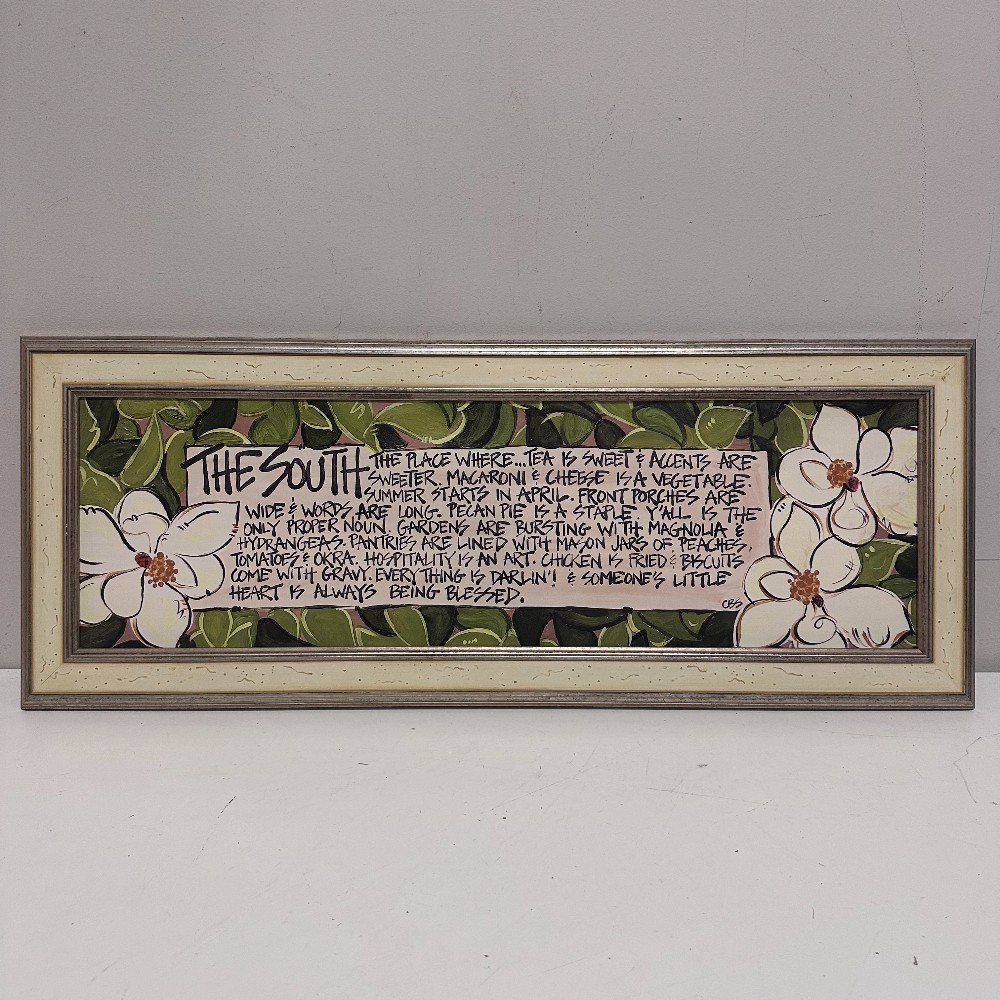 THE SOUTH THE PLACE WHERE...TEA IS SWEET & ACCENTS ARE
SWEETER. MACARONI & CHEESE IS A VEGETABLE.
SUMMER STARTS IN APRIL. FRONT PORCHES ARE
WIDE & WORDS ARE LONG. PECAN PIE IS A STAPLE. Y'ALL IS THE
ONLY PROPER NOUN. GARDENS ARE BURSTING WITH MAGNOLIA &
HYDRANGEAS. PANTRIES ARE LINED WITH MASON JARS OF PEACHES,
TOMATOES & OKRA. HOSPITALITY IS AN ART. CHICKEN IS FRIED & BISCUITS
COME WITH GRAVY. EVERYTHING IS DARLIN'! & SOMEONE'S LITTLE
HEART IS ALWAYS BEING BLESSED.
CBS